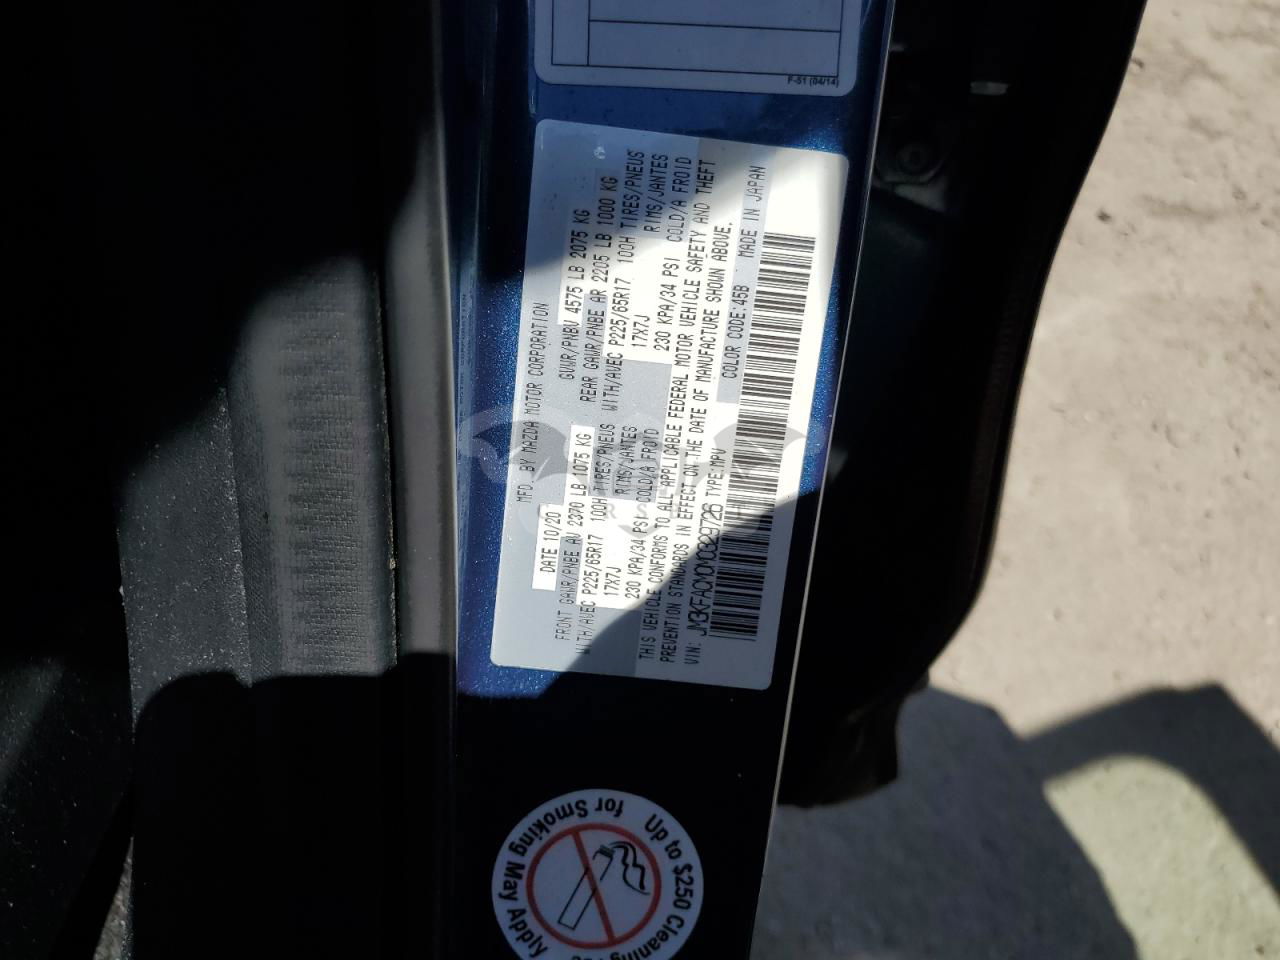 F-51 (04/14)
MFD. BY MAZDA MOTOR CORPORATION
DATE 10/20 GVWR/PNBV 4575 LB 2075 KG
FRONT GAWR/PNBE AV 2370 LB 1075 KG REAR GAWR/PNBE AR 2205 LB 1000 KG
WITH/AVEC P225/65R17 100H TIRES/PNEUS WITH/AVEC P225/65R17 100H TIRES/PNEUS
17X7J RIMS/JANTES 17X7J RIMS/JANTES
230 KPA/34 PSI COLD/A FROID 230 KPA/34 PSI COLD/A FROID
THIS VEHICLE CONFORMS TO ALL APPLICABLE FEDERAL MOTOR VEHICLE SAFETY AND THEFT
PREVENTION STANDARDS IN EFFECT ON THE DATE OF MANUFACTURE SHOWN ABOVE.
VIN: JM3KFACM0M0329726 TYPE:MPV COLOR CODE:45B MADE IN JAPAN
Up to $250 Cleaning
for Smoking May Apply